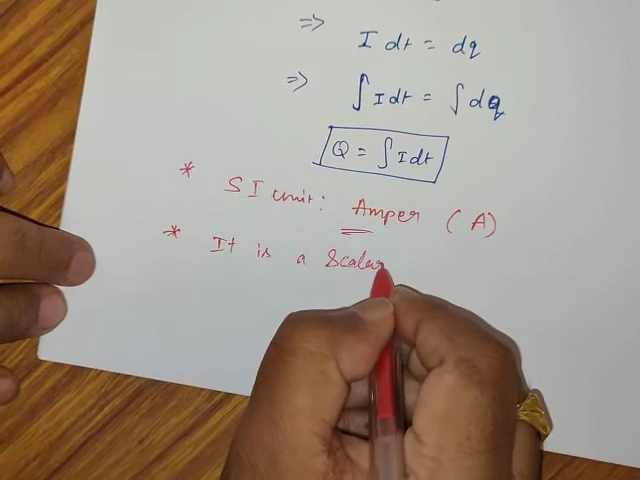 ⇒ I dt = dq
⇒ ∫ I dt = ∫ dq
Q = ∫ I dt
* SI unit: Amper (A)
* It is a Scalar